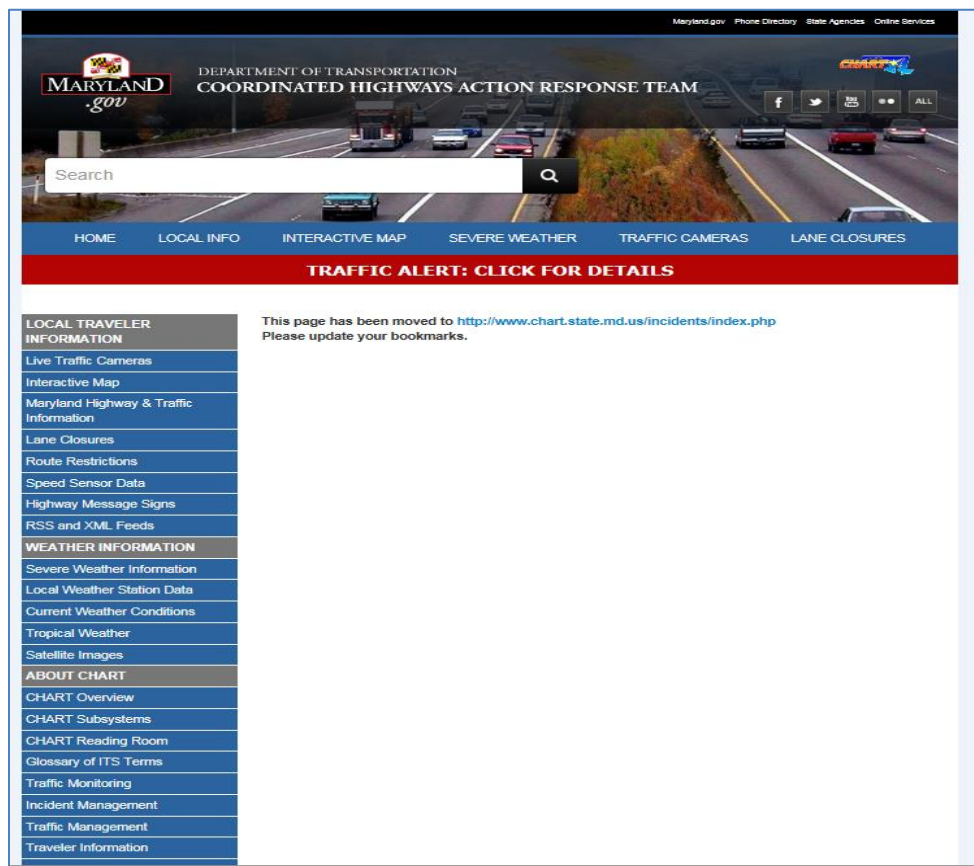 Maryland.gov Phone Directory State Agencies Online Services
MARYLAND
.gov
DEPARTMENT OF TRANSPORTATION
COORDINATED HIGHWAYS ACTION RESPONSE TEAM
CHART
f You Tube ALL
Search
HOME LOCAL INFO INTERACTIVE MAP SEVERE WEATHER TRAFFIC CAMERAS LANE CLOSURES
TRAFFIC ALERT: CLICK FOR DETAILS
LOCAL TRAVELER
INFORMATION
Live Traffic Cameras
Interactive Map
Maryland Highway & Traffic
Information
Lane Closures
Route Restrictions
Speed Sensor Data
Highway Message Signs
RSS and XML Feeds
WEATHER INFORMATION
Severe Weather Information
Local Weather Station Data
Current Weather Conditions
Tropical Weather
Satellite Images
ABOUT CHART
CHART Overview
CHART Subsystems
CHART Reading Room
Glossary of ITS Terms
Traffic Monitoring
Incident Management
Traffic Management
Traveler Information
This page has been moved to http://www.chart.state.md.us/incidents/index.php
Please update your bookmarks.